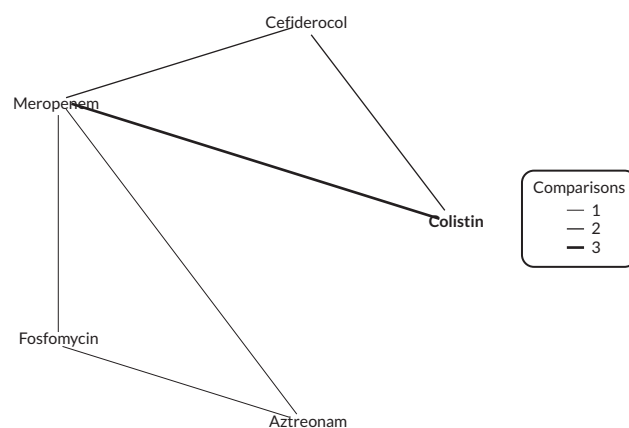 Cefiderocol
Meropenem
Colistin
Comparisons
1
2
3
Fosfomycin
Aztreonam